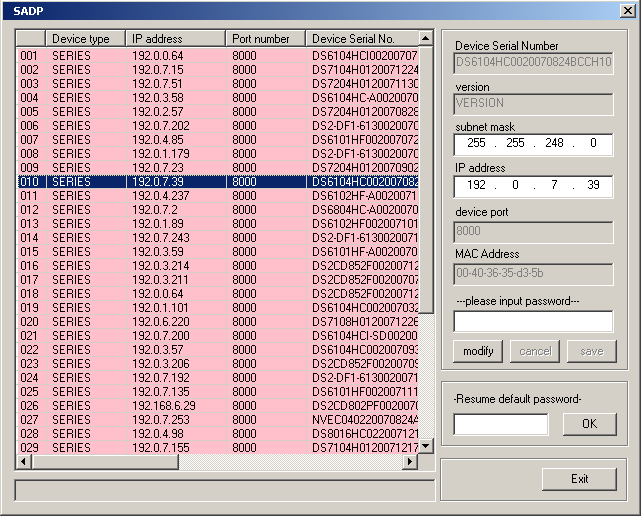 SADP
Device type IP address Port number Device Serial No.
001 SERIES 192.0.0.64 8000 DS6104HCI00200707
002 SERIES 192.0.7.15 8000 DS7104H0120071224
003 SERIES 192.0.7.51 8000 DS7204H0120071130
004 SERIES 192.0.3.58 8000 DS6104HC-A0020070
005 SERIES 192.0.2.57 8000 DS7104H0120070828
006 SERIES 192.0.7.202 8000 DS2-DF1-6130020070
007 SERIES 192.0.4.85 8000 DS6101HF002007072
008 SERIES 192.0.1.179 8000 DS2-DF1-6130020070
009 SERIES 192.0.7.23 8000 DS7204H0120070902
010 SERIES 192.0.7.39 8000 DS6104HC002007082
011 SERIES 192.0.4.237 8000 DS6102HF-A0020071
012 SERIES 192.0.7.2 8000 DS6804HC-A0020070
013 SERIES 192.0.1.89 8000 DS6102HF002007101
014 SERIES 192.0.7.243 8000 DS2-DF1-6130020071
015 SERIES 192.0.3.59 8000 DS6101HF-A0020070
016 SERIES 192.0.3.214 8000 DS2CD852F00200712
017 SERIES 192.0.3.211 8000 DS2CD852F00200712
018 SERIES 192.0.0.64 8000 DS2CD852F00200712
019 SERIES 192.0.1.101 8000 DS6104HC002007032
020 SERIES 192.0.6.220 8000 DS7108H0120071226
021 SERIES 192.0.7.200 8000 DS6104HCI-SD00200
022 SERIES 192.0.3.57 8000 DS6104HC002007093
023 SERIES 192.0.3.206 8000 DS2CD852F00200709
024 SERIES 192.0.7.192 8000 DS2-DF1-6130020070
025 SERIES 192.0.7.135 8000 DS6101HF002007111
026 SERIES 192.168.6.29 8000 DS2CD802PF0020070
027 SERIES 192.0.7.253 8000 NVEC040220070824A
028 SERIES 192.0.4.98 8000 DS8016HC022007121
029 SERIES 192.0.7.155 8000 DS7104H0120071217
Device Serial Number
DS6104HC0020070824BCCH10
version
VERSION
subnet mask
255 . 255 . 248 . 0
IP address
192 . 0 . 7 . 39
device port
8000
MAC Address
00-40-36-35-d3-5b
---please input password---
modify cancel save
-Resume default password-
OK
Exit